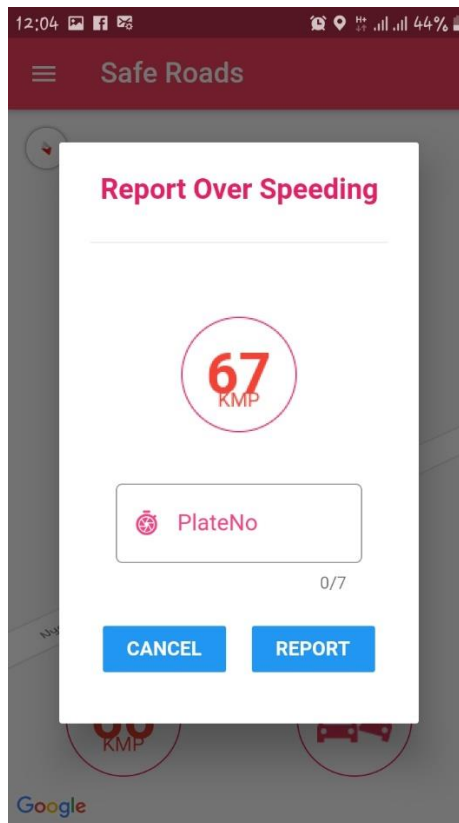 12:04 44%
Safe Roads
Report Over Speeding
67
KMP
PlateNo
0/7
CANCEL REPORT
KMP
Google